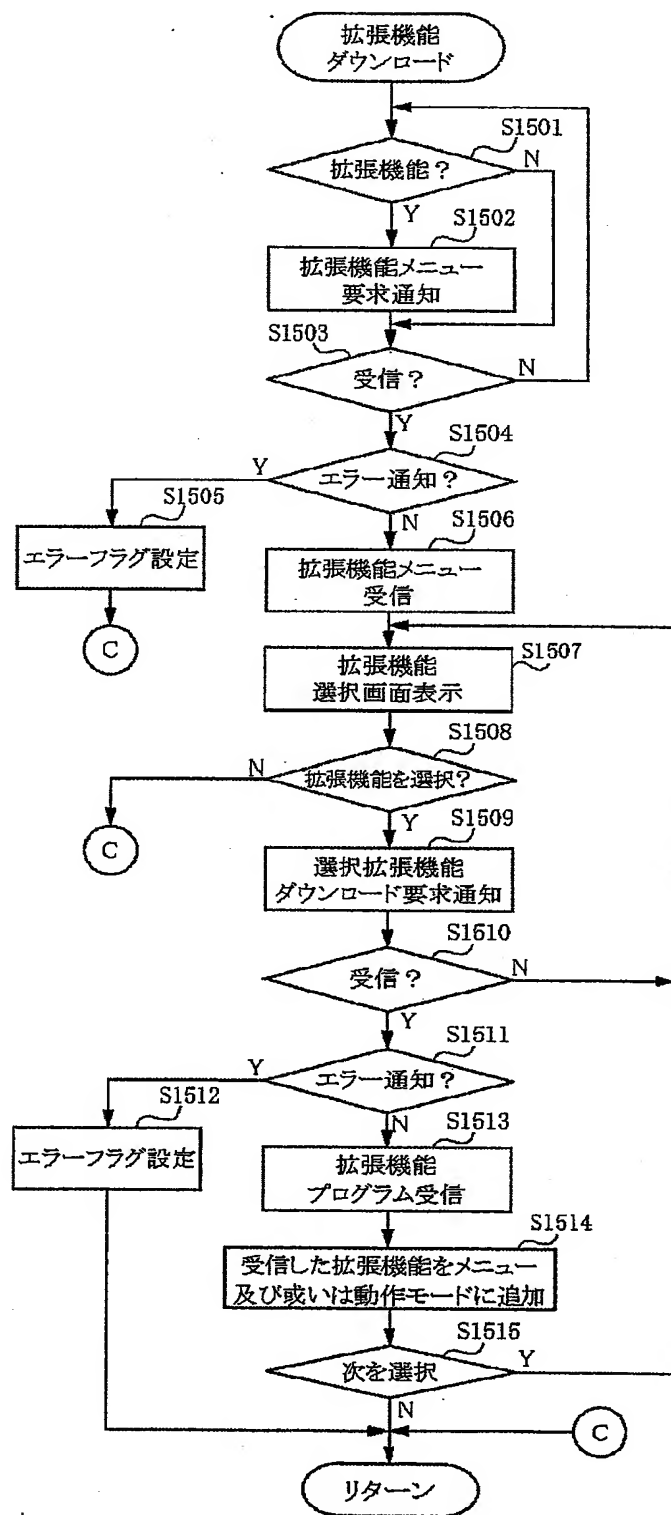 拡張機能
ダウンロード
S1501
拡張機能？
N
Y
S1502
拡張機能メニュー
要求通知
S1503
受信？
N
Y
S1504
エラー通知？
Y
N
S1505
エラーフラグ設定
C
S1506
拡張機能メニュー
受信
S1507
拡張機能
選択画面表示
S1508
拡張機能を選択？
N
Y
C
S1509
選択拡張機能
ダウンロード要求通知
S1510
受信？
N
Y
S1511
エラー通知？
Y
N
S1512
エラーフラグ設定
S1513
拡張機能
プログラム受信
S1514
受信した拡張機能をメニュー
及び或いは動作モードに追加
S1515
次を選択
Y
N
C
リターン